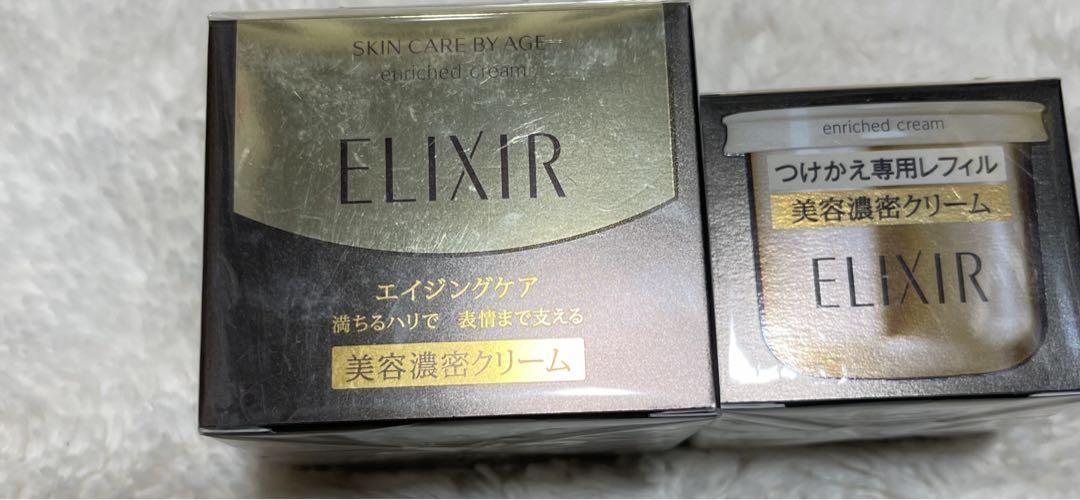 SKIN CARE BY AGE
enriched cream
ELIXIR
エイジングケア
満ちるハリで 表情まで支える
美容濃密クリーム
enriched cream
つけかえ専用レフィル
美容濃密クリーム
ELIXIR